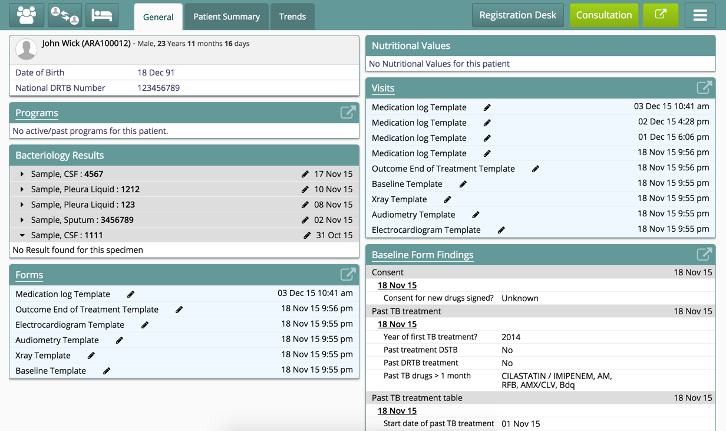 General
Patient Summary
Trends
Registration Desk
Consultation
John Wick (ARA100012) - Male, 23 Years 11 months 16 days
Date of Birth 18 Dec 91
National DRTB Number 123456789
Programs
No active/past programs for this patient.
Bacteriology Results
Sample, CSF : 4567 17 Nov 15
Sample, Pleura Liquid : 1212 10 Nov 15
Sample, Pleura Liquid : 123 08 Nov 15
Sample, Sputum : 3456789 02 Nov 15
Sample, CSF : 1111 31 Oct 15
No Result found for this specimen
Forms
Medication log Template 03 Dec 15 10:41 am
Outcome End of Treatment Template 18 Nov 15 9:56 pm
Electrocardiogram Template 18 Nov 15 9:55 pm
Audiometry Template 18 Nov 15 9:55 pm
Xray Template 18 Nov 15 9:55 pm
Baseline Template 18 Nov 15 9:55 pm
Nutritional Values
No Nutritional Values for this patient
Visits
Medication log Template 03 Dec 15 10:41 am
Medication log Template 02 Dec 15 4:28 pm
Medication log Template 01 Dec 15 6:06 pm
Medication log Template 18 Nov 15 9:56 pm
Outcome End of Treatment Template 18 Nov 15 9:56 pm
Baseline Template 18 Nov 15 9:55 pm
Xray Template 18 Nov 15 9:55 pm
Audiometry Template 18 Nov 15 9:55 pm
Electrocardiogram Template 18 Nov 15 9:55 pm
Baseline Form Findings
Consent 18 Nov 15
18 Nov 15
Consent for new drugs signed? Unknown
Past TB treatment 18 Nov 15
18 Nov 15
Year of first TB treatment? 2014
Past treatment DSTB No
Past DRTB treatment No
Past TB drugs > 1 month CILASTATIN / IMIPENEM, AM,
RFB, AMX/CLV, Bdq
Past TB treatment table 18 Nov 15
18 Nov 15
Start date of past TB treatment 01 Nov 15